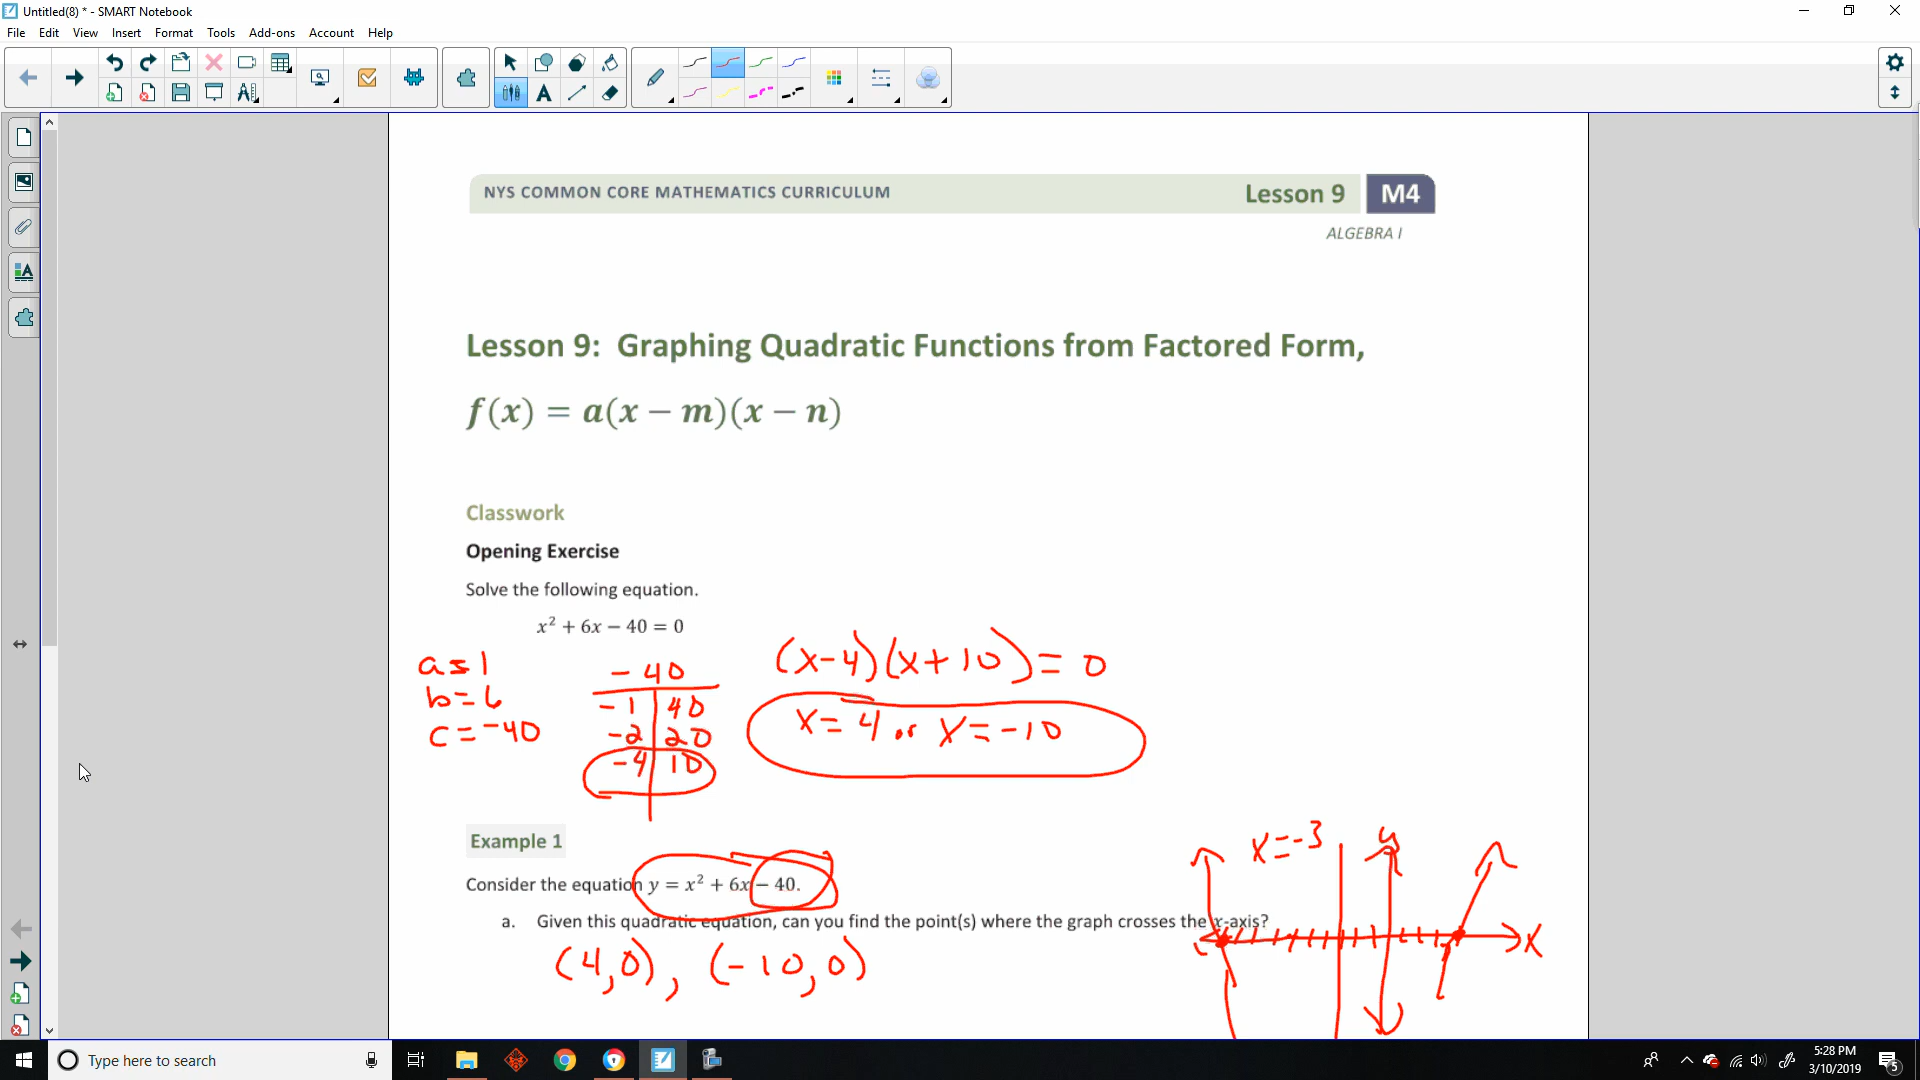 Untitled(8) * - SMART Notebook
File Edit View Insert Format Tools Add-ons Account Help
NYS COMMON CORE MATHEMATICS CURRICULUM Lesson 9 M4
ALGEBRA I
Lesson 9: Graphing Quadratic Functions from Factored Form,
f(x) = a(x − m)(x − n)
Classwork
Opening Exercise
Solve the following equation.
x² + 6x − 40 = 0
a=1
b=6
c=-40
-40
-1 40
-2 20
-4 10
(x-4)(x+10)=0
x=4 or x=-10
Example 1
Consider the equation y = x² + 6x − 40.
a. Given this quadratic equation, can you find the point(s) where the graph crosses the x-axis?
(4,0), (-10,0)
x=-3
y
x
Type here to search
5:28 PM
3/10/2019
5